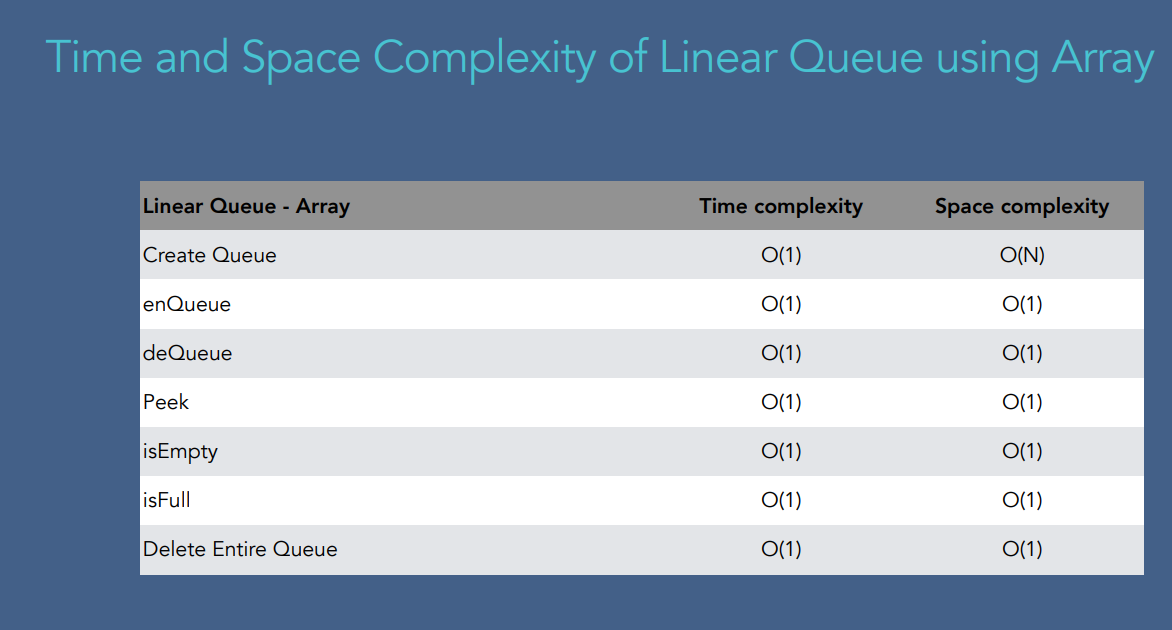 Time and Space Complexity of Linear Queue using Array
Linear Queue - Array Time complexity Space complexity
Create Queue O(1) O(N)
enQueue O(1) O(1)
deQueue O(1) O(1)
Peek O(1) O(1)
isEmpty O(1) O(1)
isFull O(1) O(1)
Delete Entire Queue O(1) O(1)